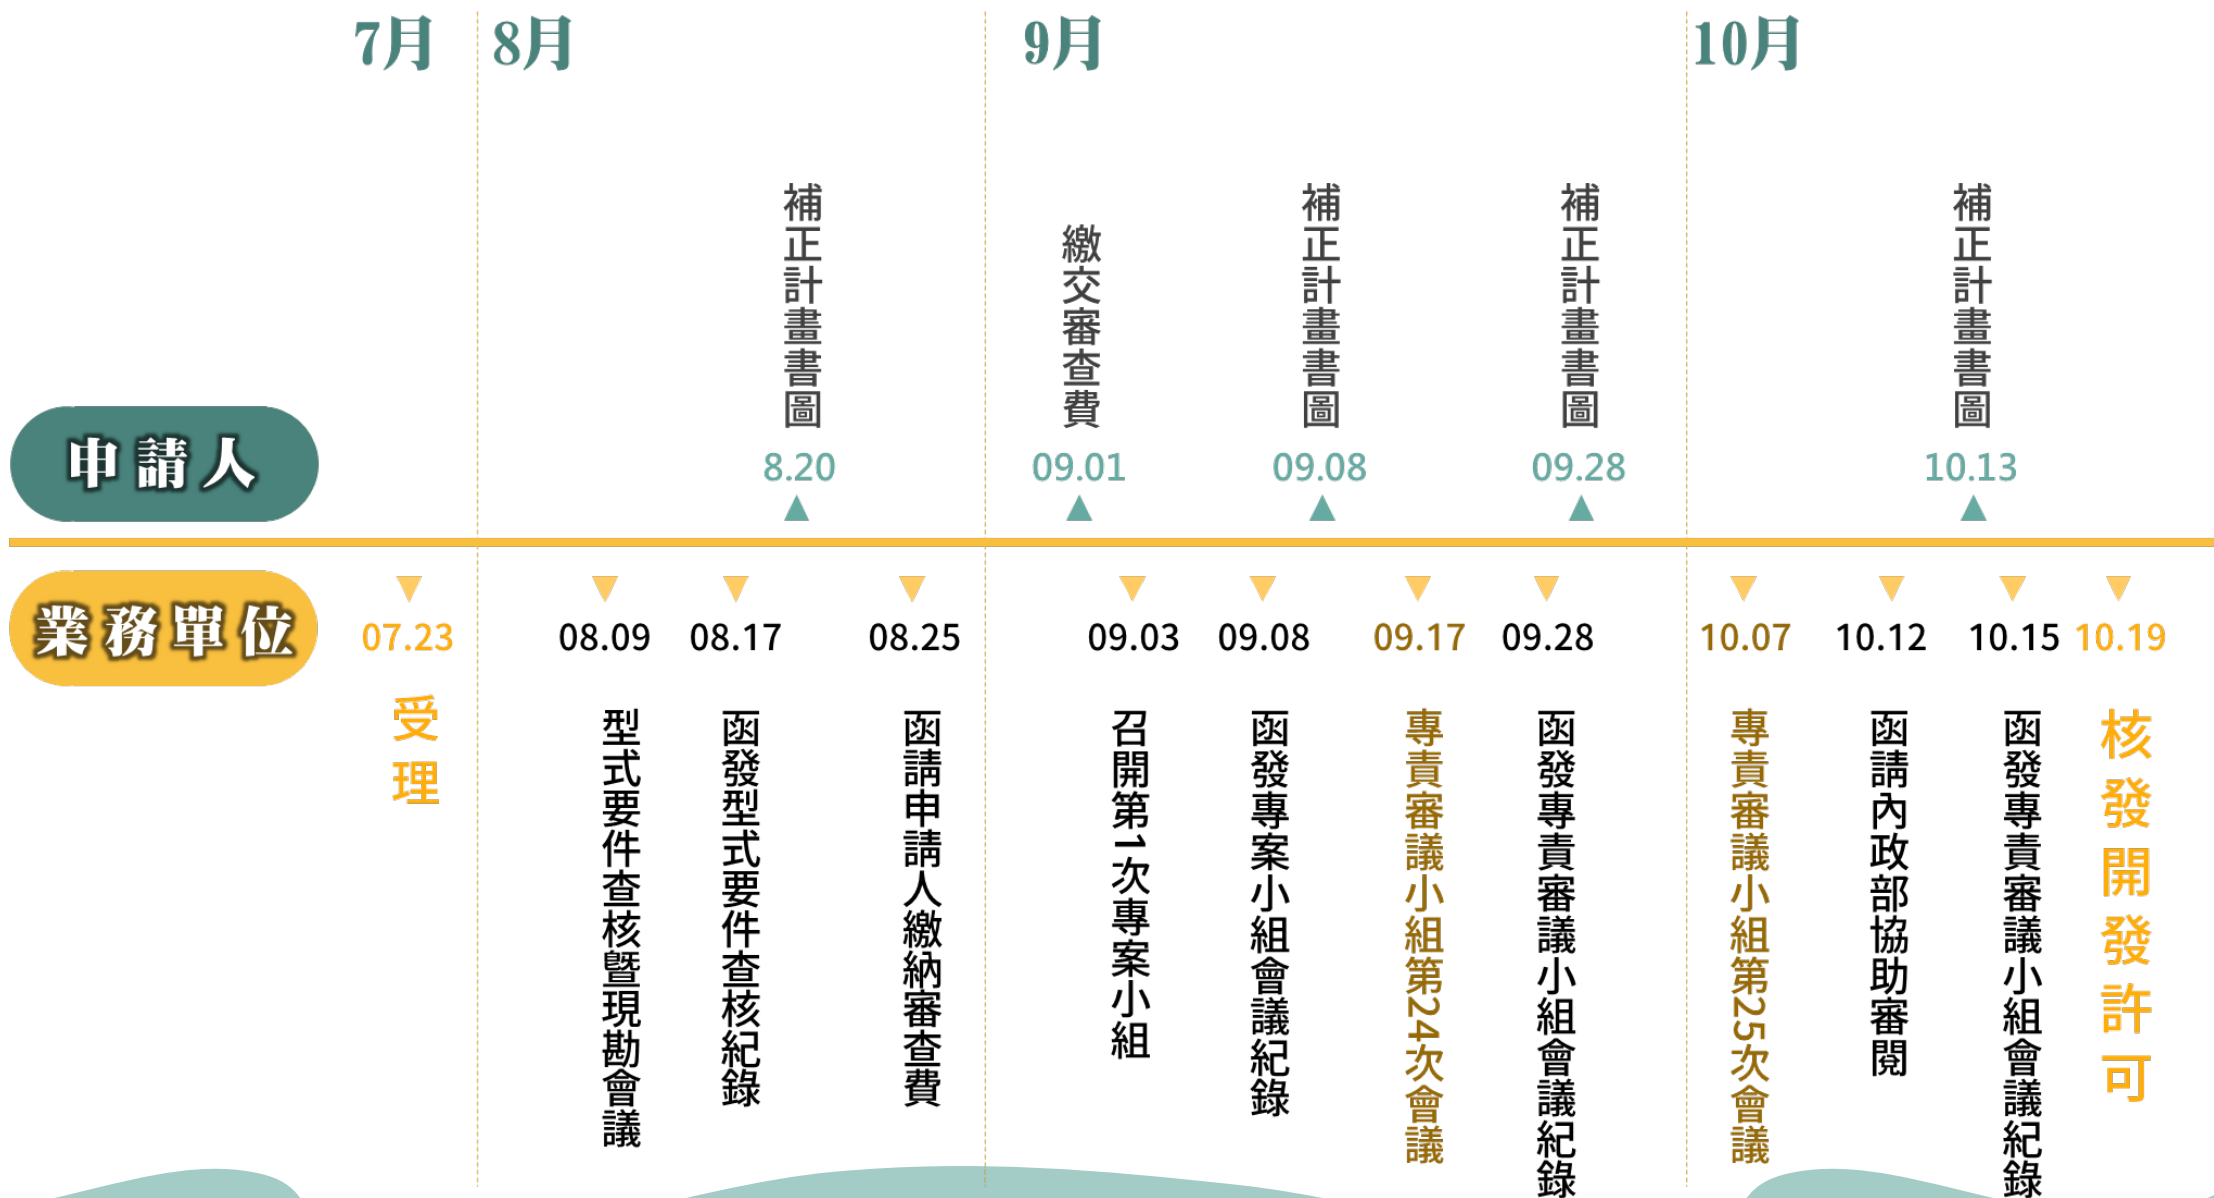 7月
8月
9月
10月
補正計畫書圖
繳交審查費
補正計畫書圖
補正計畫書圖
補正計畫書圖
申請人
8.20
09.01
09.08
09.28
10.13
業務單位
07.23
08.09
08.17
08.25
09.03
09.08
09.17
09.28
10.07
10.12
10.15
10.19
受理
型式要件查核暨現勘會議
函發型式要件查核紀錄
函請申請人繳納審查費
召開第1次專案小組
函發專案小組會議紀錄
專責審議小組第24次會議
函發專責審議小組會議紀錄
專責審議小組第25次會議
函請內政部協助審閱
函發專責審議小組會議紀錄
核發開發許可